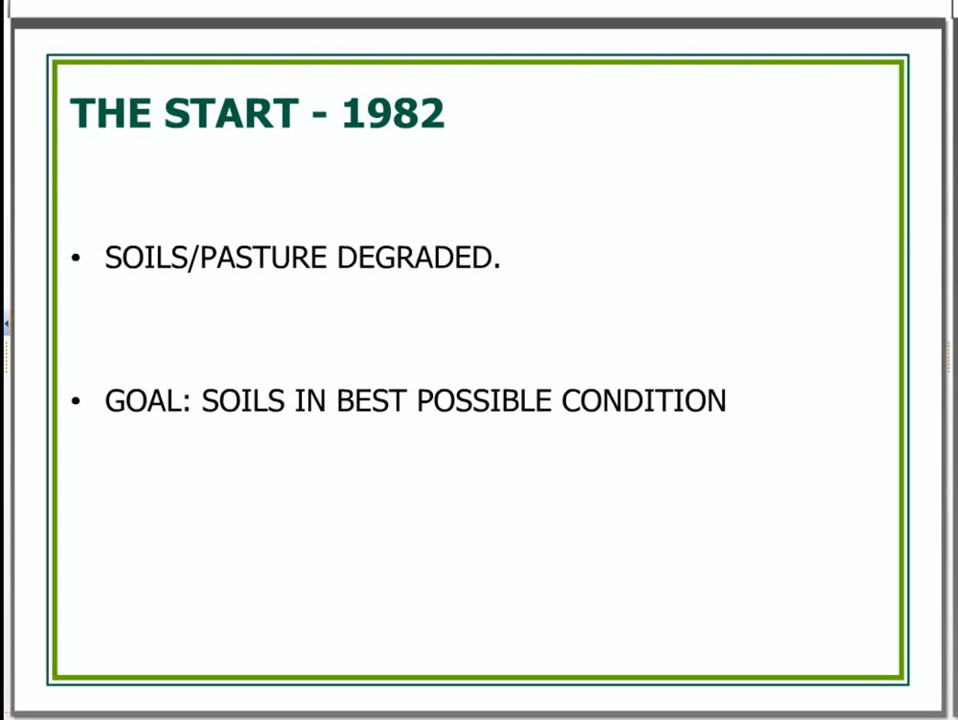 THE START - 1982
• SOILS/PASTURE DEGRADED.
• GOAL: SOILS IN BEST POSSIBLE CONDITION